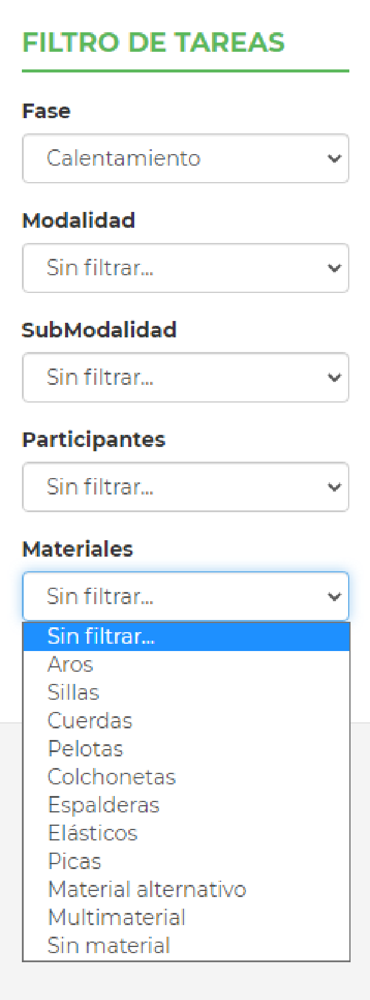 FILTRO DE TAREAS
Fase
Calentamiento
Modalidad
Sin filtrar...
SubModalidad
Sin filtrar...
Participantes
Sin filtrar...
Materiales
Sin filtrar...
Sin filtrar...
Aros
Sillas
Cuerdas
Pelotas
Colchonetas
Espalderas
Elásticos
Picas
Material alternativo
Multimaterial
Sin material